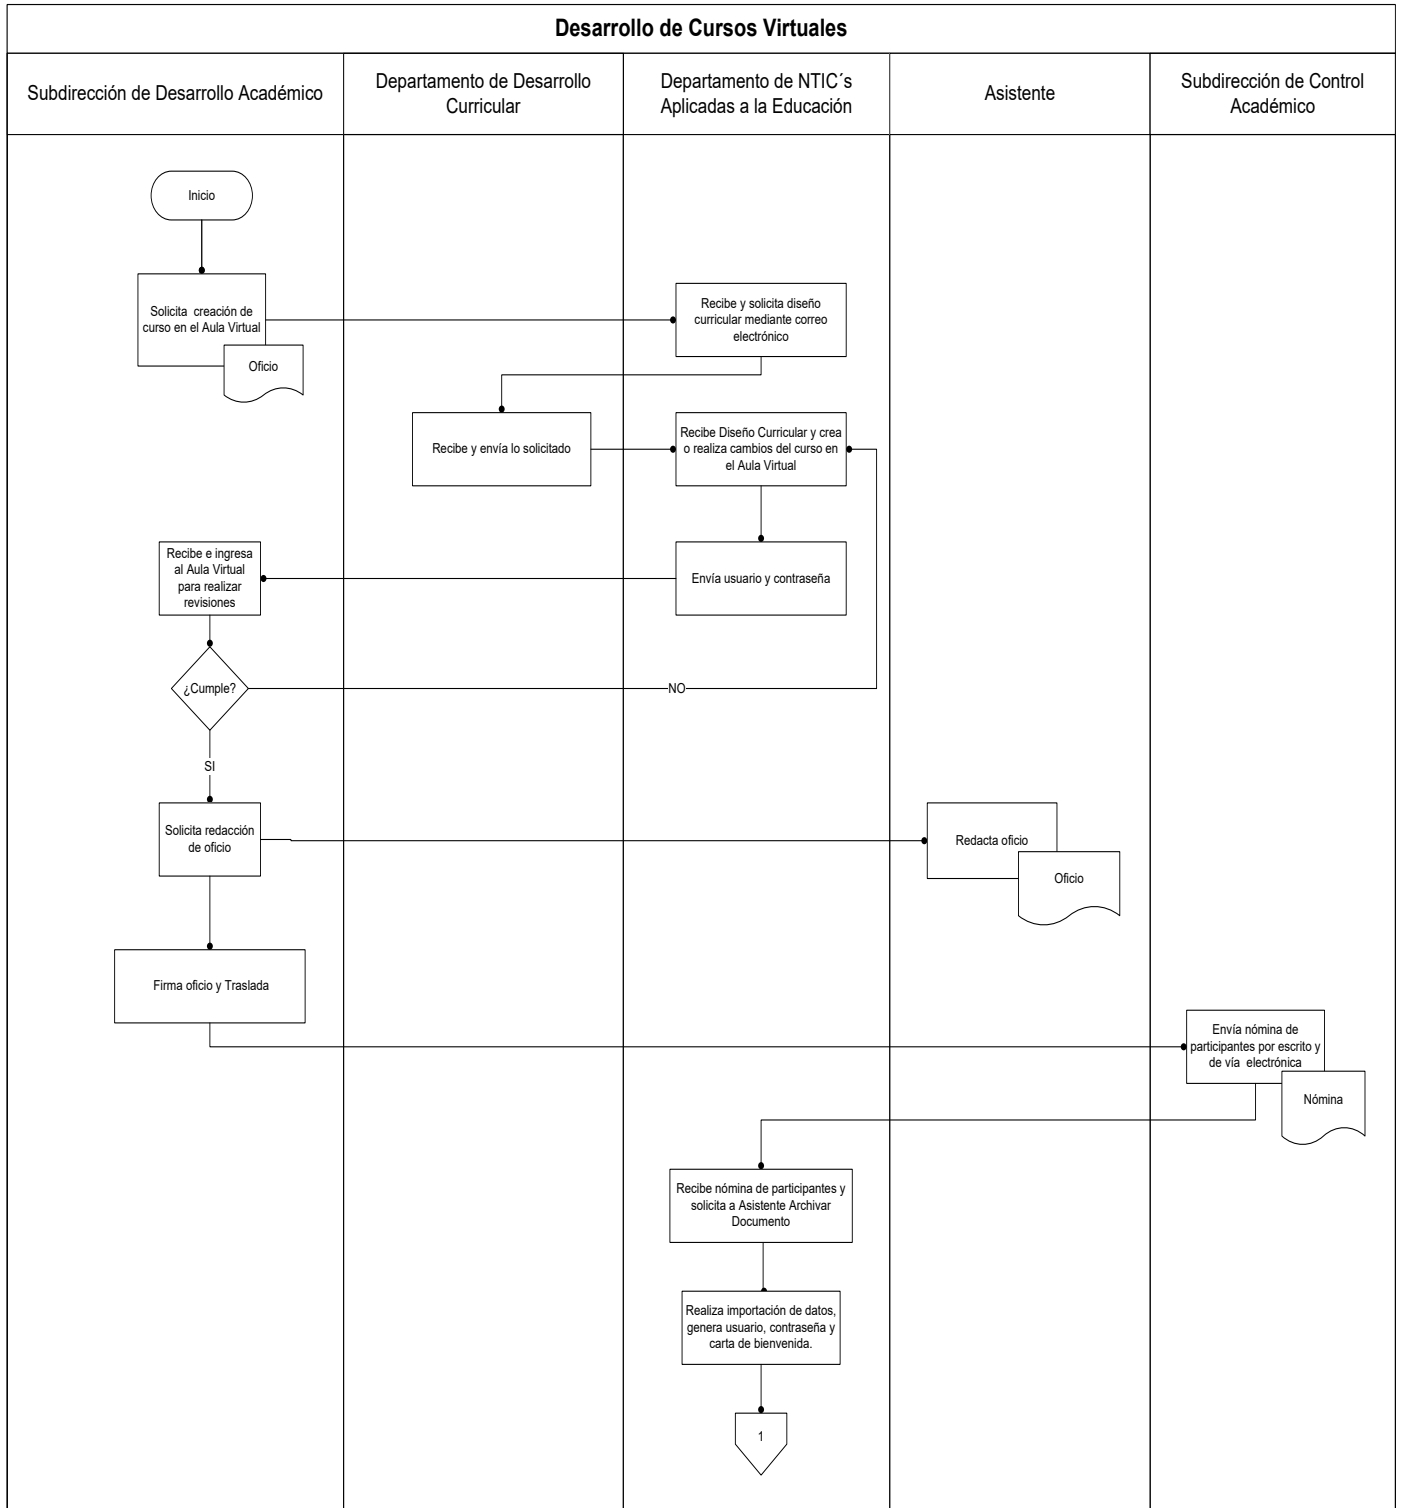 Desarrollo de Cursos Virtuales
Subdirección de Desarrollo Académico
Departamento de Desarrollo
Curricular
Departamento de NTIC´s
Aplicadas a la Educación
Asistente
Subdirección de Control
Académico
Inicio
Solicita creación de
curso en el Aula Virtual
Oficio
Recibe y solicita diseño
curricular mediante correo
electrónico
Recibe y envía lo solicitado
Recibe Diseño Curricular y crea
o realiza cambios del curso en
el Aula Virtual
Recibe e ingresa
al Aula Virtual
para realizar
revisiones
Envía usuario y contraseña
¿Cumple?
NO
SI
Solicita redacción
de oficio
Redacta oficio
Oficio
Firma oficio y Traslada
Envía nómina de
participantes por escrito y
de vía electrónica
Nómina
Recibe nómina de participantes y
solicita a Asistente Archivar
Documento
Realiza importación de datos,
genera usuario, contraseña y
carta de bienvenida.
1